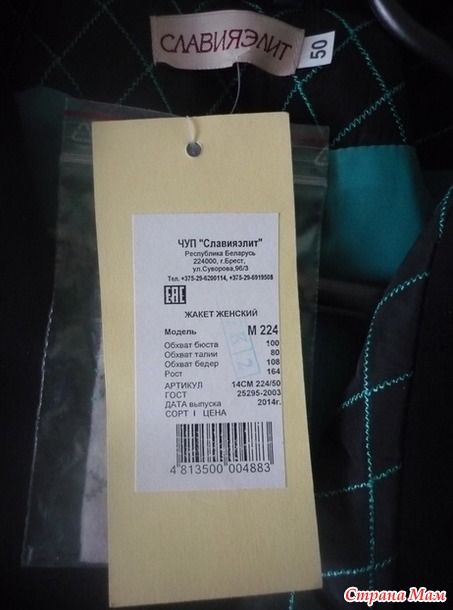 СЛАВИЯЭЛИТ
50
ЧУП "Славияэлит"
Республика Беларусь
224000, г.Брест,
ул.Суворова,96/3
Тел. +375-29-6200114, +375-29-5919508
EAC
ЖАКЕТ ЖЕНСКИЙ
Модель М 224
Обхват бюста 100
Обхват талии 80
Обхват бедер 108
Рост 164
АРТИКУЛ 14СМ 224/50
ГОСТ 25295-2003
ДАТА выпуска 2014г.
СОРТ I ЦЕНА
4 813500 004883
Страна Мам